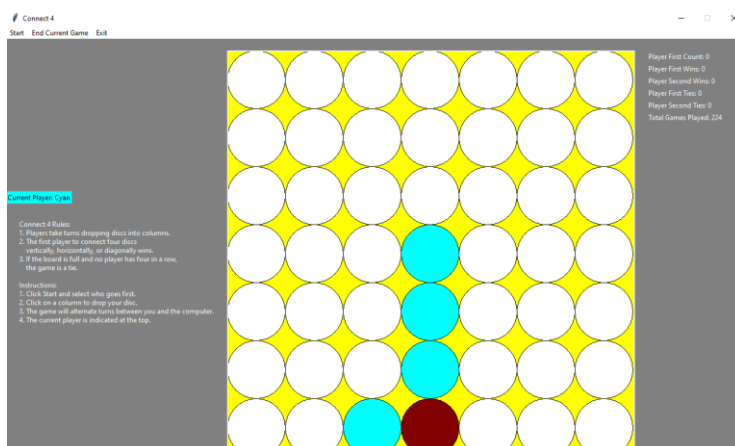 Connect 4
Start End Current Game Exit
Player First Count: 0
Player First Wins: 0
Player Second Wins: 0
Player First Ties: 0
Player Second Ties: 0
Total Games Played: 224
Current Player: Cyan
Connect 4 Rules:
1. Players take turns dropping discs into columns.
2. The first player to connect four discs
vertically, horizontally, or diagonally wins.
3. If the board is full and no player has four in a row,
the game is a tie.
Instructions:
1. Click Start and select who goes first.
2. Click on a column to drop your disc.
3. The game will alternate turns between you and the computer.
4. The current player is indicated at the top.